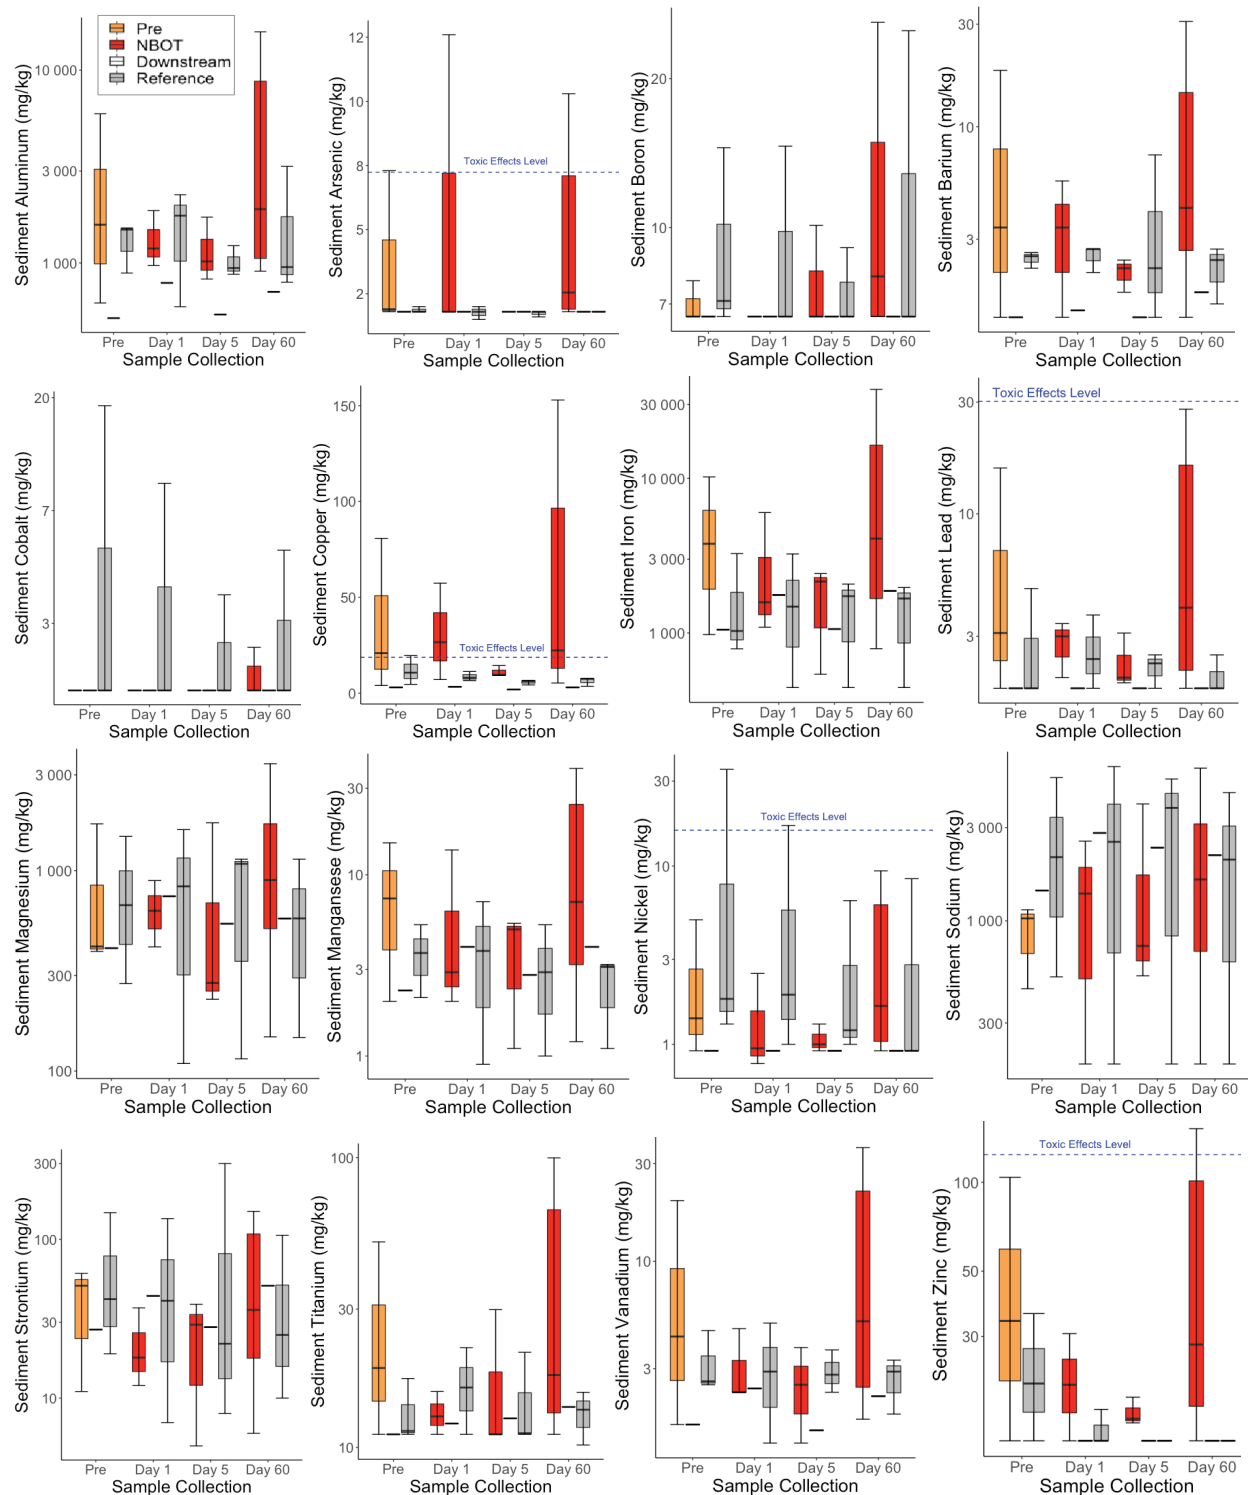 Pre
NBOT
Downstream
Reference
Sediment Aluminum (mg/kg)
10 000
3 000
1 000
Pre Day 1 Day 5 Day 60
Sample Collection
Sediment Arsenic (mg/kg)
12
10
8
5
2
Toxic Effects Level
Pre Day 1 Day 5 Day 60
Sample Collection
Sediment Boron (mg/kg)
20
10
7
Pre Day 1 Day 5 Day 60
Sample Collection
Sediment Barium (mg/kg)
30
10
3
Pre Day 1 Day 5 Day 60
Sample Collection
Sediment Cobalt (mg/kg)
20
7
3
Pre Day 1 Day 5 Day 60
Sample Collection
Sediment Copper (mg/kg)
150
100
50
0
Toxic Effects Level
Pre Day 1 Day 5 Day 60
Sample Collection
Sediment Iron (mg/kg)
30 000
10 000
3 000
1 000
Pre Day 1 Day 5 Day 60
Sample Collection
Sediment Lead (mg/kg)
30
10
3
Toxic Effects Level
Pre Day 1 Day 5 Day 60
Sample Collection
Sediment Magnesium (mg/kg)
3 000
1 000
300
100
Pre Day 1 Day 5 Day 60
Sample Collection
Sediment Mangansese (mg/kg)
30
10
3
1
Pre Day 1 Day 5 Day 60
Sample Collection
Sediment Nickel (mg/kg)
30
10
3
1
Toxic Effects Level
Pre Day 1 Day 5 Day 60
Sample Collection
Sediment Sodium (mg/kg)
3 000
1 000
300
Pre Day 1 Day 5 Day 60
Sample Collection
Sediment Strontium (mg/kg)
300
100
30
10
Pre Day 1 Day 5 Day 60
Sample Collection
Sediment Titanium (mg/kg)
100
30
10
Pre Day 1 Day 5 Day 60
Sample Collection
Sediment Vanadium (mg/kg)
30
10
3
Pre Day 1 Day 5 Day 60
Sample Collection
Sediment Zinc (mg/kg)
100
50
30
Toxic Effects Level
Pre Day 1 Day 5 Day 60
Sample Collection